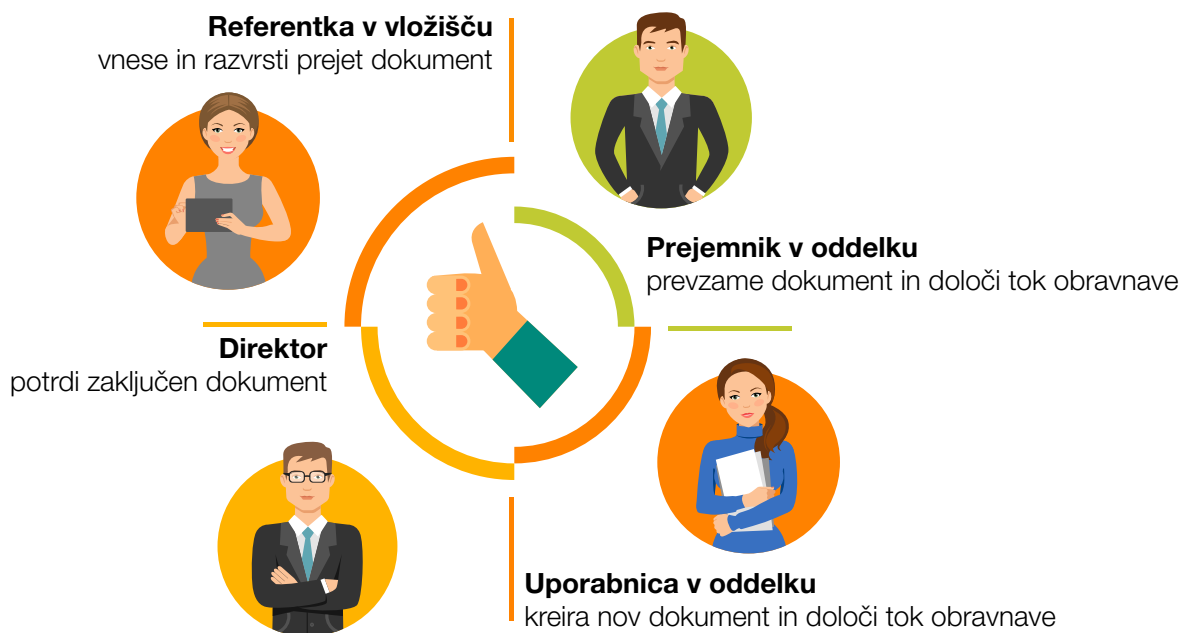 Referentka v vložišču
vnese in razvrsti prejet dokument
Prejemnik v oddelku
prevzame dokument in določi tok obravnave
Direktor
potrdi zaključen dokument
Uporabnica v oddelku
kreira nov dokument in določi tok obravnave